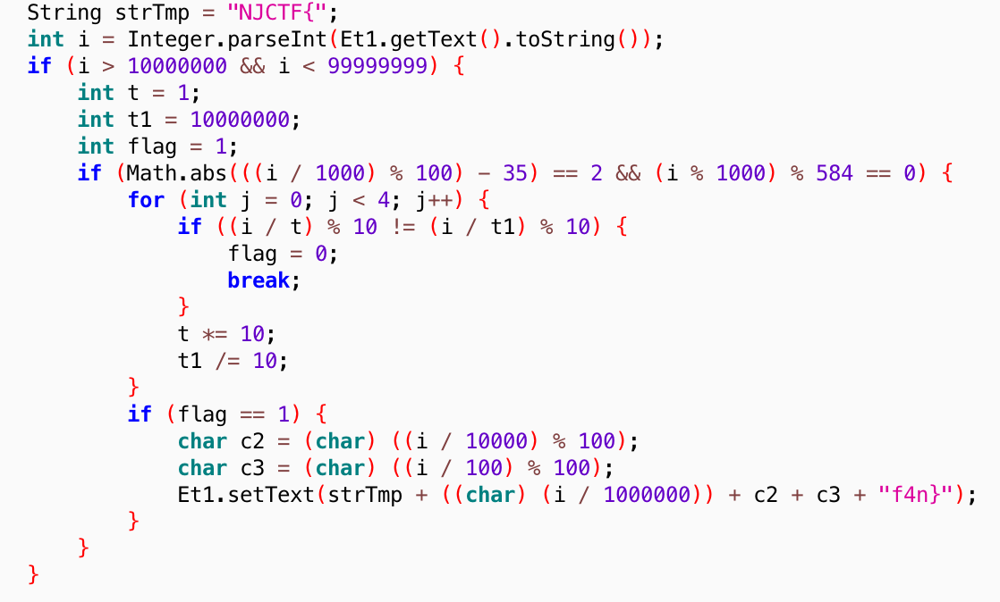 String strTmp = "NJCTF{";
int i = Integer.parseInt(Et1.getText().toString());
if (i > 10000000 && i < 99999999) {
    int t = 1;
    int t1 = 10000000;
    int flag = 1;
    if (Math.abs(((i / 1000) % 100) - 35) == 2 && (i % 1000) % 584 == 0) {
        for (int j = 0; j < 4; j++) {
            if ((i / t) % 10 != (i / t1) % 10) {
                flag = 0;
                break;
            }
            t *= 10;
            t1 /= 10;
        }
        if (flag == 1) {
            char c2 = (char) ((i / 10000) % 100);
            char c3 = (char) ((i / 100) % 100);
            Et1.setText(strTmp + ((char) (i / 1000000)) + c2 + c3 + "f4n}");
        }
    }
}